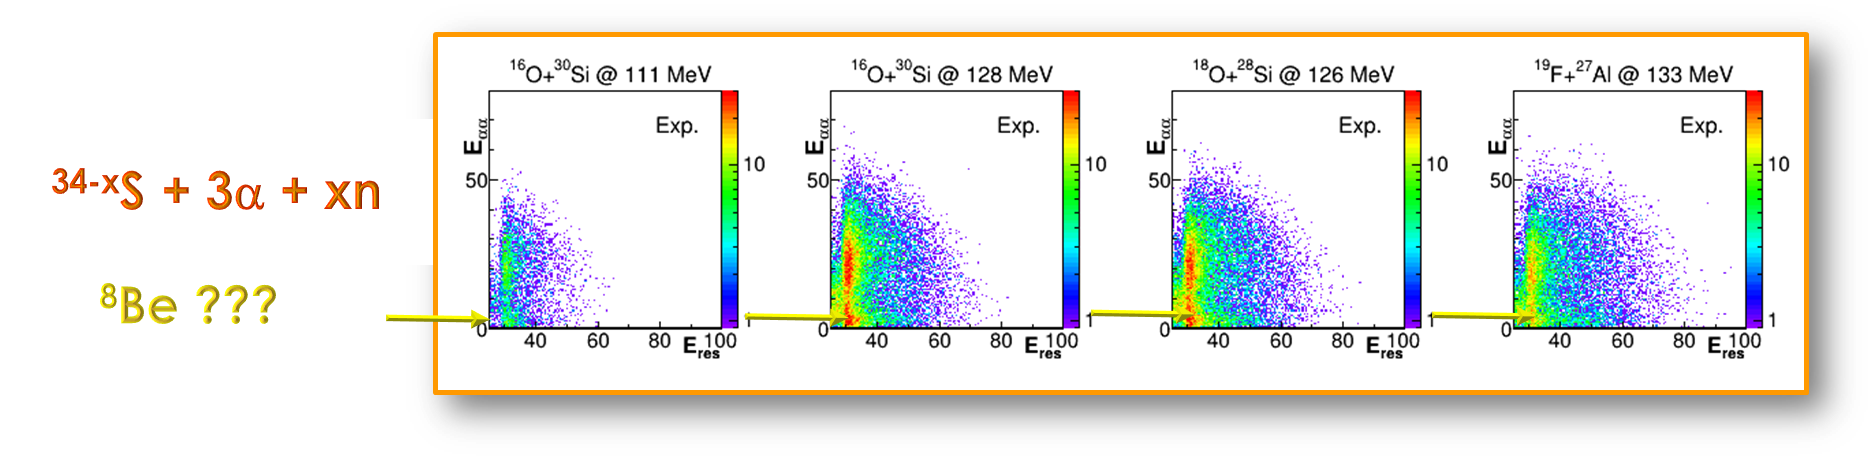 ³⁴⁻ˣS + 3α + xn
⁸Be ???
¹⁶O+³⁰Si @ 111 MeV
Exp.
Eαα
50
0
40 60 80 100
Eres
10
1
¹⁶O+³⁰Si @ 128 MeV
Exp.
Eαα
50
0
40 60 80 100
Eres
10
1
¹⁸O+²⁸Si @ 126 MeV
Exp.
Eαα
50
0
40 60 80 100
Eres
10
1
¹⁹F+²⁷Al @ 133 MeV
Exp.
Eαα
50
0
40 60 80 100
Eres
10
1